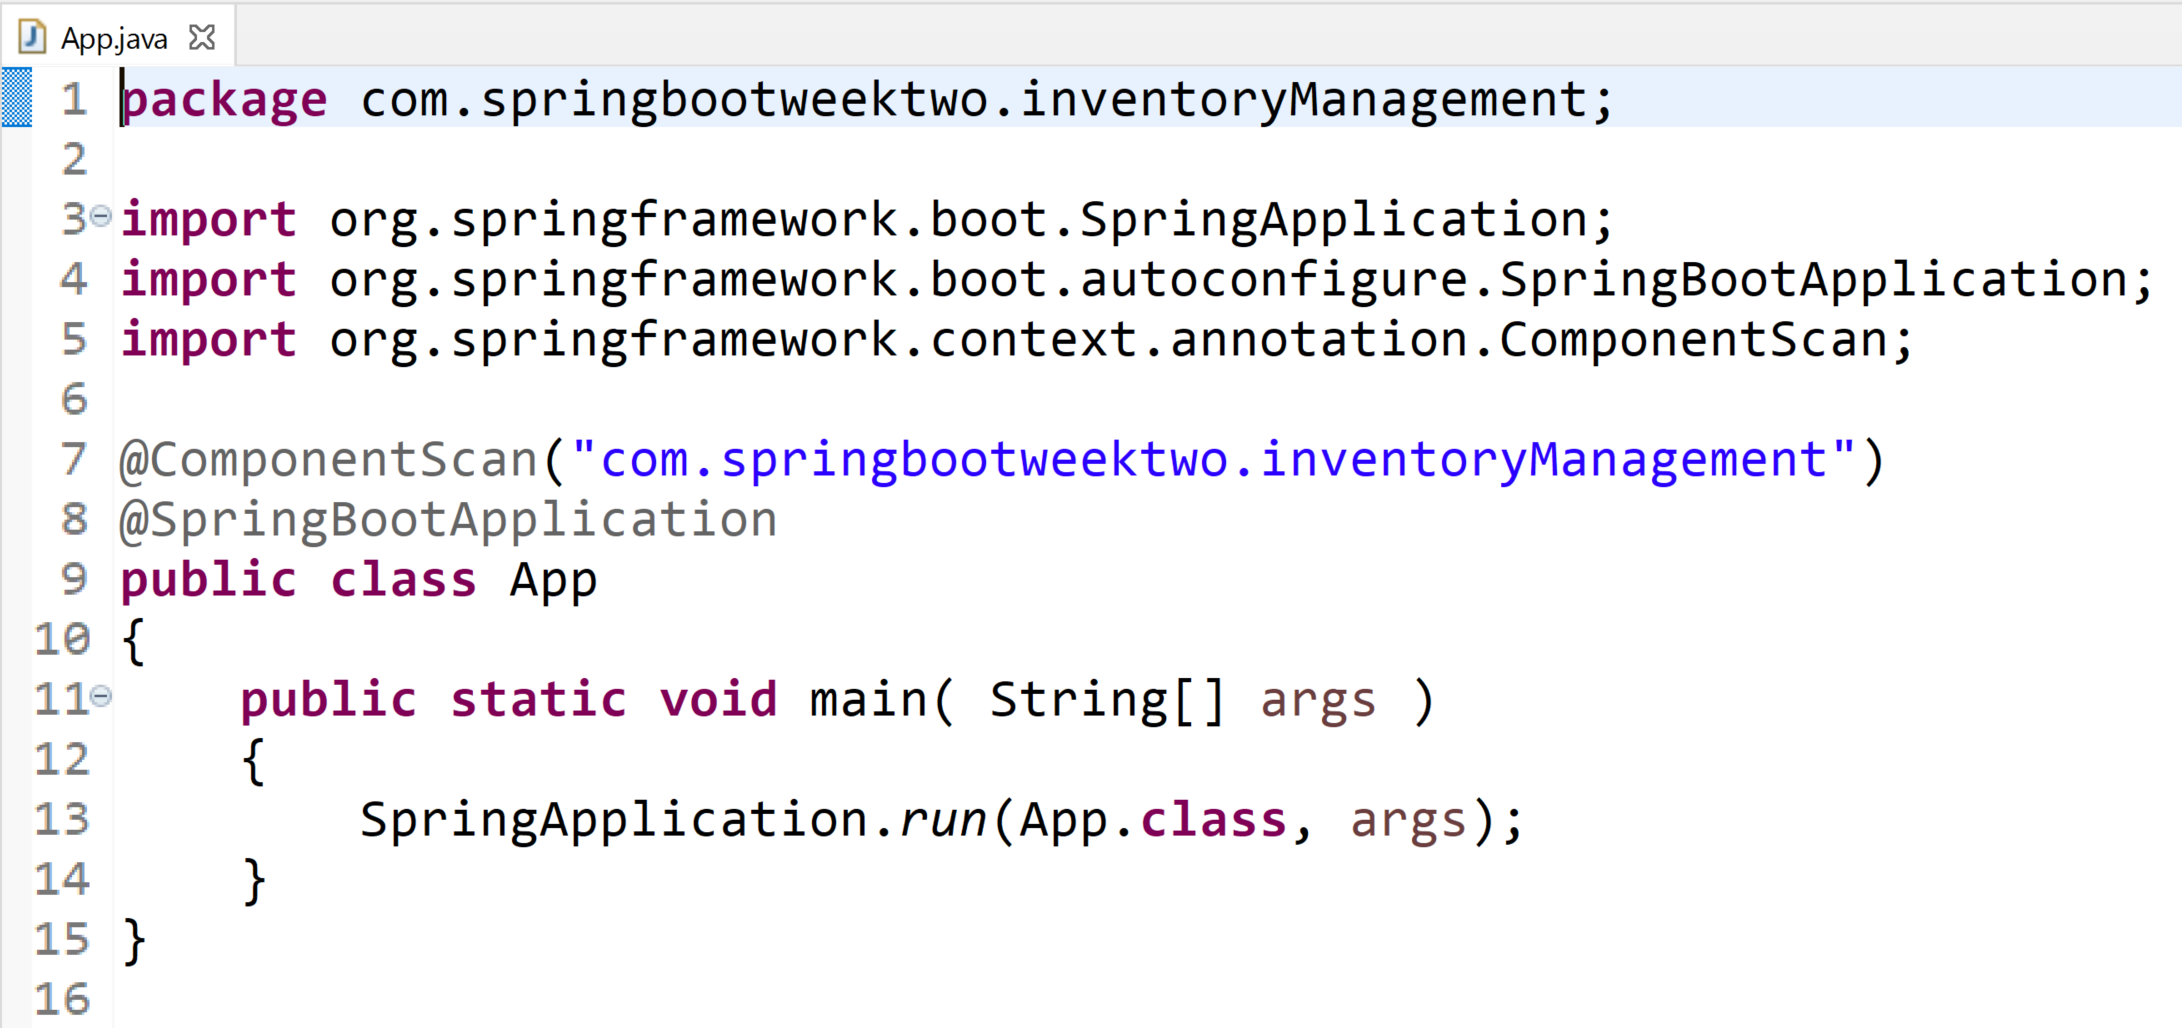 App.java
1 package com.springbootweektwo.inventoryManagement;
2
3 import org.springframework.boot.SpringApplication;
4 import org.springframework.boot.autoconfigure.SpringBootApplication;
5 import org.springframework.context.annotation.ComponentScan;
6
7 @ComponentScan("com.springbootweektwo.inventoryManagement")
8 @SpringBootApplication
9 public class App
10 {
11     public static void main( String[] args )
12     {
13         SpringApplication.run(App.class, args);
14     }
15 }
16